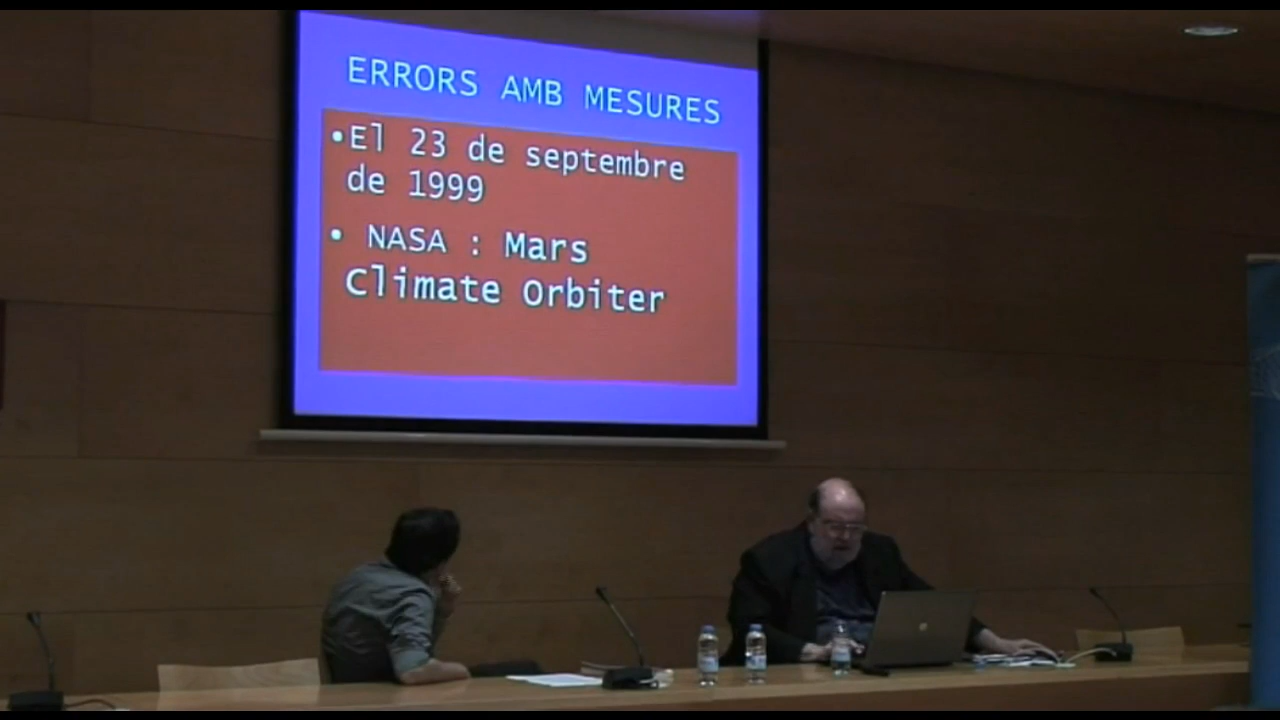 ERRORS AMB MESURES
•El 23 de septembre
de 1999
• NASA : Mars
Climate Orbiter